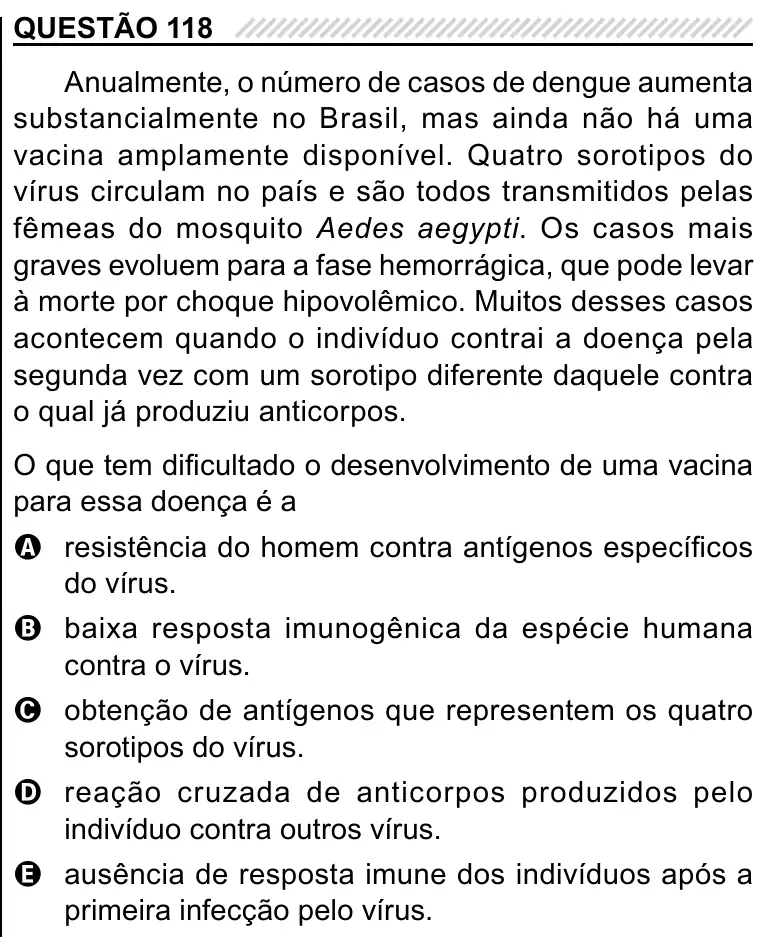 QUESTÃO 118
Anualmente, o número de casos de dengue aumenta
substancialmente no Brasil, mas ainda não há uma
vacina amplamente disponível. Quatro sorotipos do
vírus circulam no país e são todos transmitidos pelas
fêmeas do mosquito Aedes aegypti. Os casos mais
graves evoluem para a fase hemorrágica, que pode levar
à morte por choque hipovolêmico. Muitos desses casos
acontecem quando o indivíduo contrai a doença pela
segunda vez com um sorotipo diferente daquele contra
o qual já produziu anticorpos.
O que tem dificultado o desenvolvimento de uma vacina
para essa doença é a
A resistência do homem contra antígenos específicos
do vírus.
B baixa resposta imunogênica da espécie humana
contra o vírus.
C obtenção de antígenos que representem os quatro
sorotipos do vírus.
D reação cruzada de anticorpos produzidos pelo
indivíduo contra outros vírus.
E ausência de resposta imune dos indivíduos após a
primeira infecção pelo vírus.